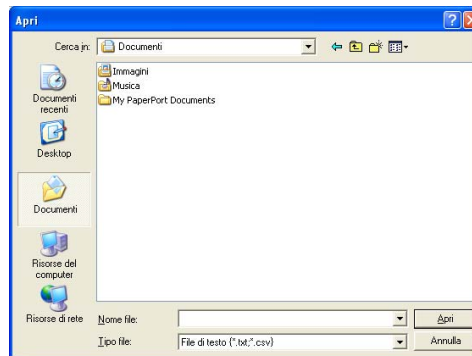 Apri
Cerca in: Documenti
Immagini
Musica
My PaperPort Documents
Documenti
recenti
Desktop
Documenti
Risorse del
computer
Risorse di rete
Nome file:
Apri
Tipo file: File di testo (*.txt;*.csv)
Annulla